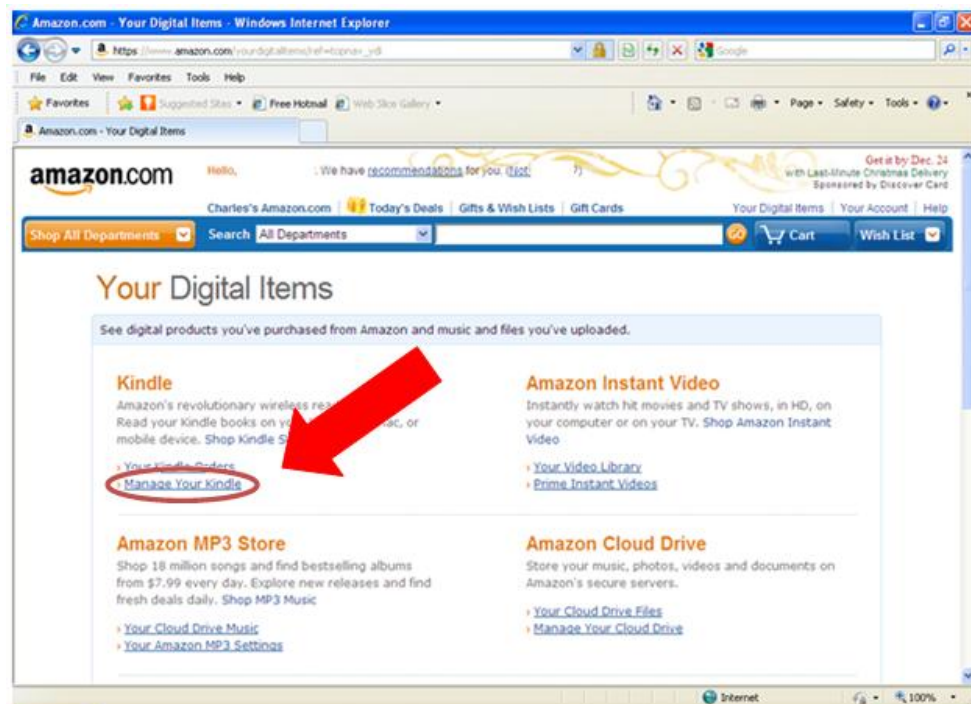 Amazon.com - Your Digital Items - Windows Internet Explorer
https://www.amazon.com/yourdigitalitems/ref=topnav_ydi
Google
File Edit View Favorites Tools Help
Favorites Suggested Sites Free Hotmail Web Slice Gallery Page Safety Tools
Amazon.com - Your Digital Items
amazon.com Hello, . We have recommendations for you. (Not ?)
Get it by Dec. 24
with Last-Minute Christmas Delivery
Sponsored by Discover Card
Charles's Amazon.com Today's Deals Gifts & Wish Lists Gift Cards Your Digital Items Your Account Help
Shop All Departments Search All Departments GO Cart Wish List
Your Digital Items
See digital products you've purchased from Amazon and music and files you've uploaded.
Kindle
Amazon's revolutionary wireless
Read your Kindle books on or
mobile device. Shop Kindle
Your Kindle Orders
Manage Your Kindle
Amazon Instant Video
Instantly watch hit movies and TV shows, in HD, on
your computer or on your TV. Shop Amazon Instant
Video
Your Video Library
Prime Instant Videos
Amazon MP3 Store
Shop 18 million songs and find bestselling albums
from $7.99 every day. Explore new releases and find
fresh deals daily. Shop MP3 Music
Your Cloud Drive Music
Your Amazon MP3 Settings
Amazon Cloud Drive
Store your music, photos, videos and documents on
Amazon's secure servers.
Your Cloud Drive Files
Manage Your Cloud Drive
Internet 100%